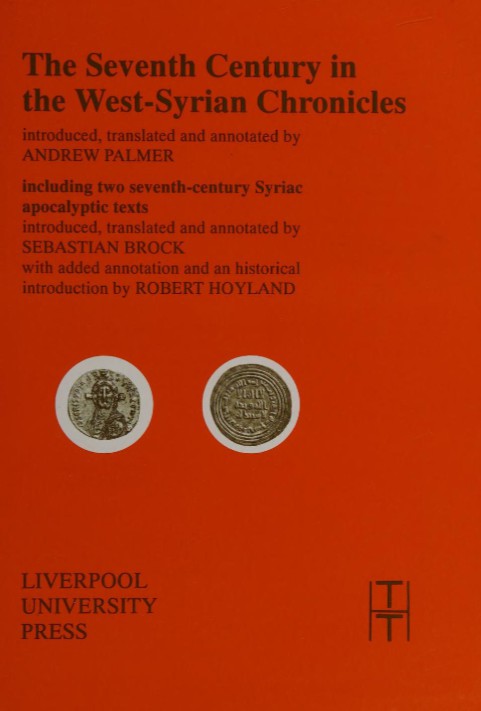 The Seventh Century in
the West-Syrian Chronicles
introduced, translated and annotated by
ANDREW PALMER
including two seventh-century Syriac
apocalyptic texts
introduced, translated and annotated by
SEBASTIAN BROCK
with added annotation and an historical
introduction by ROBERT HOYLAND
LIVERPOOL
UNIVERSITY
PRESS
T
T